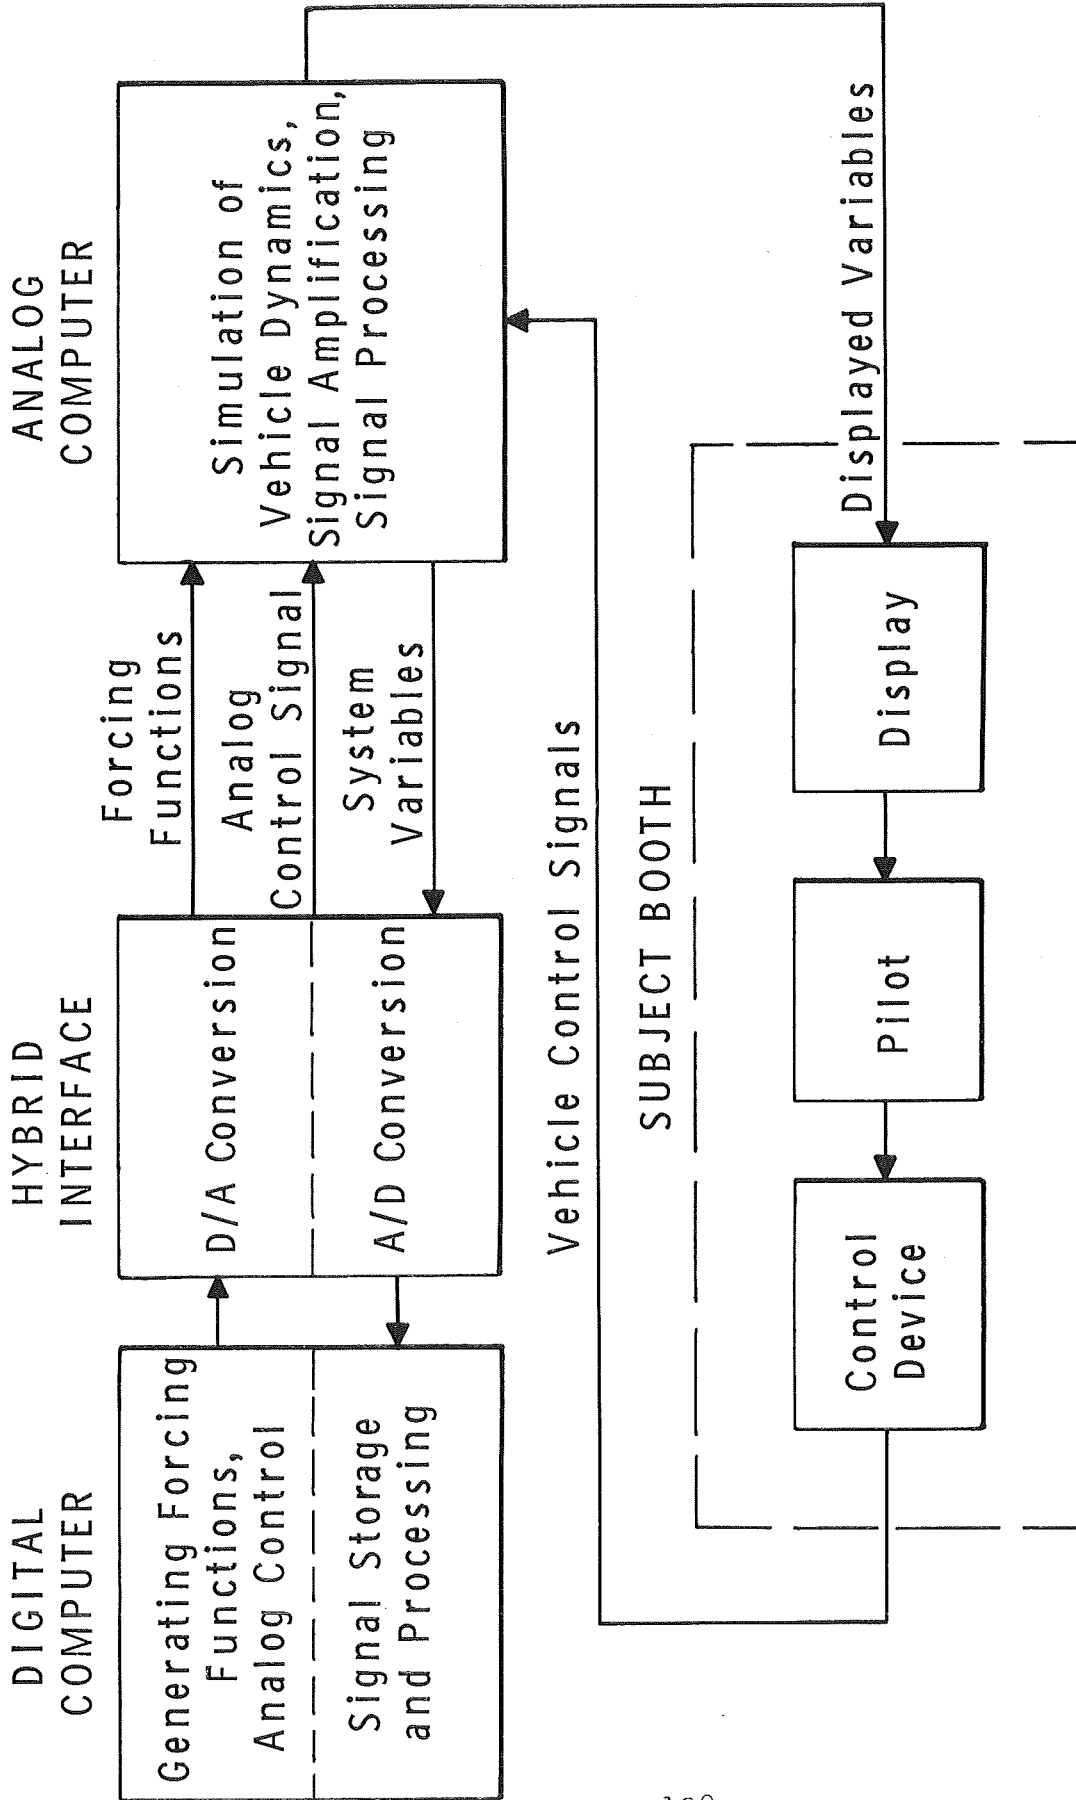 DIGITAL
COMPUTER
Generating Forcing
Functions,
Analog Control
Signal Storage
and Processing
HYBRID
INTERFACE
D/A Conversion
A/D Conversion
Forcing
Functions
Analog
Control Signal
System
Variables
ANALOG
COMPUTER
Simulation of
Vehicle Dynamics,
Signal Amplification,
Signal Processing
Vehicle Control Signals
SUBJECT BOOTH
Control
Device
Pilot
Display
Displayed Variables